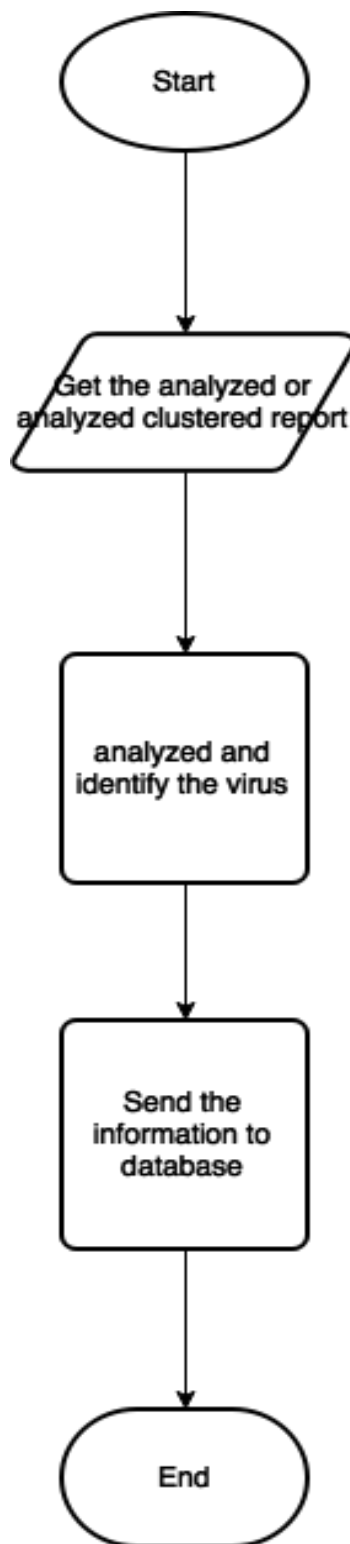 Start
Get the analyzed or
analyzed clustered report
analyzed and
identify the virus
Send the
information to
database
End